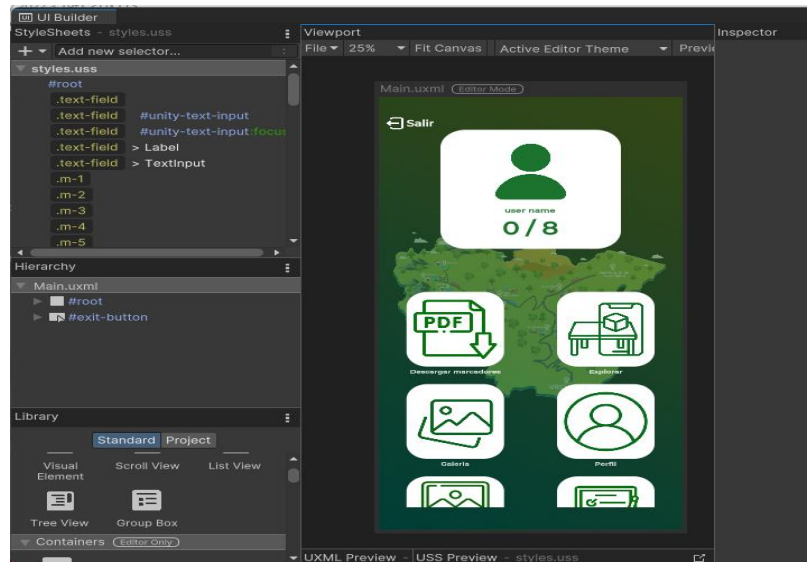 UI Builder
StyleSheets - styles.uss
Add new selector...
styles.uss
#root
.text-field
.text-field #unity-text-input
.text-field #unity-text-input:focus
.text-field > Label
.text-field > TextInput
.m-1
.m-2
.m-3
.m-4
.m-5
Hierarchy
Main.uxml
#root
#exit-button
Library
Standard Project
Visual Element
Scroll View
List View
Tree View
Group Box
Containers (Editor Only)
Viewport
File 25% Fit Canvas Active Editor Theme Previe
Main.uxml (Editor Mode)
Salir
user name
0/8
PDF
Descargar marcadores
Explorar
Galeria
Perfil
UXML Preview - USS Preview - styles.uss
Inspector